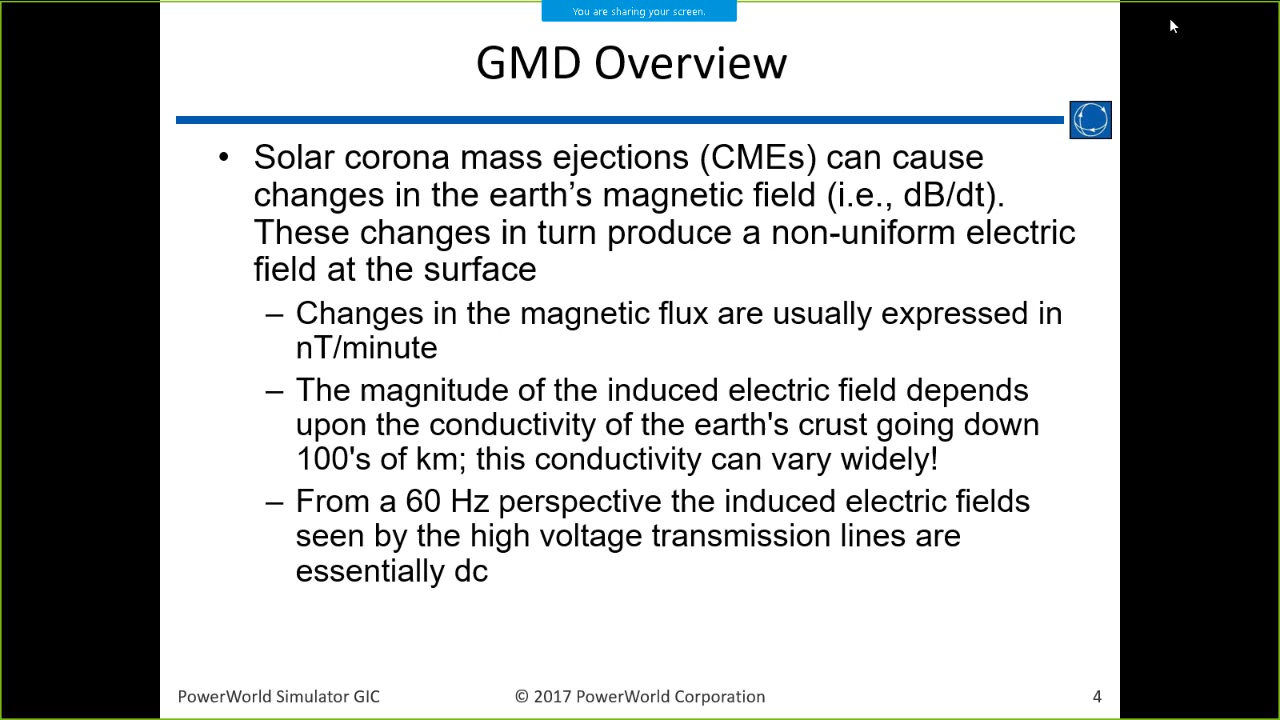 You are sharing your screen.
GMD Overview
• Solar corona mass ejections (CMEs) can cause
changes in the earth’s magnetic field (i.e., dB/dt).
These changes in turn produce a non-uniform electric
field at the surface
– Changes in the magnetic flux are usually expressed in
nT/minute
– The magnitude of the induced electric field depends
upon the conductivity of the earth's crust going down
100's of km; this conductivity can vary widely!
– From a 60 Hz perspective the induced electric fields
seen by the high voltage transmission lines are
essentially dc
PowerWorld Simulator GIC © 2017 PowerWorld Corporation 4